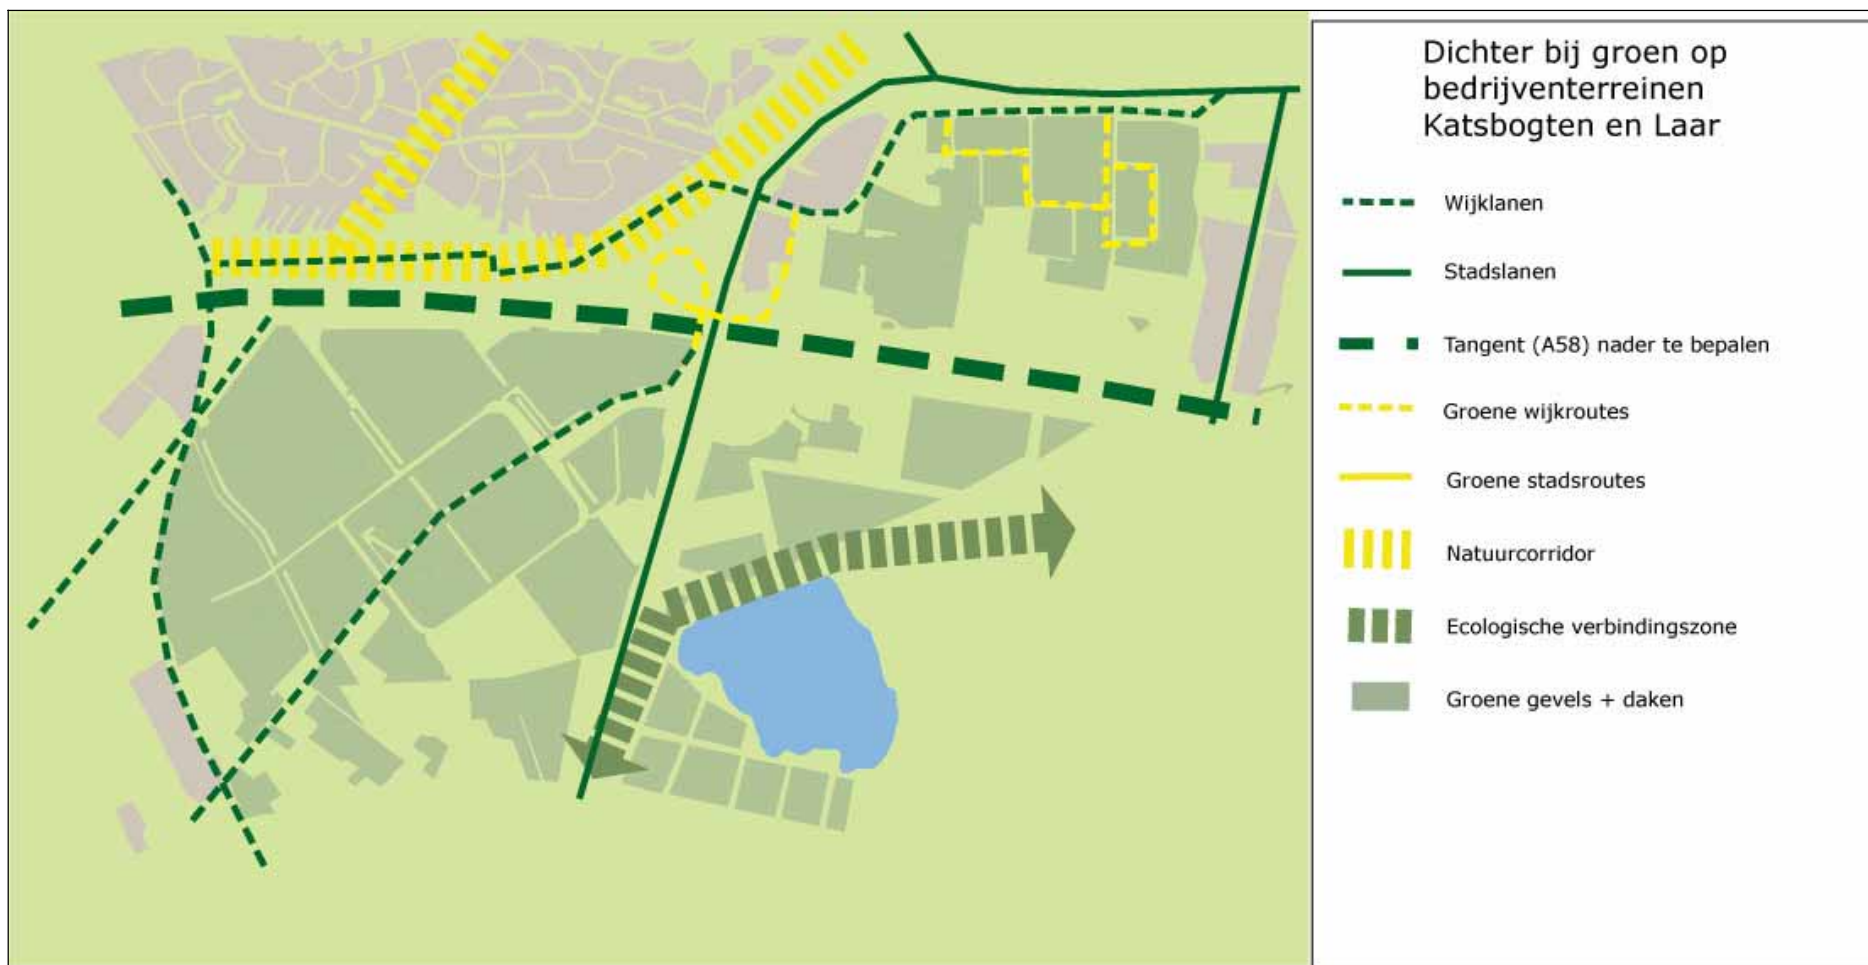 Dichter bij groen op
bedrijventerreinen
Katsbogten en Laar
Wijklanen
Stadslanen
Tangent (A58) nader te bepalen
Groene wijkroutes
Groene stadsroutes
Natuurcorridor
Ecologische verbindingszone
Groene gevels + daken